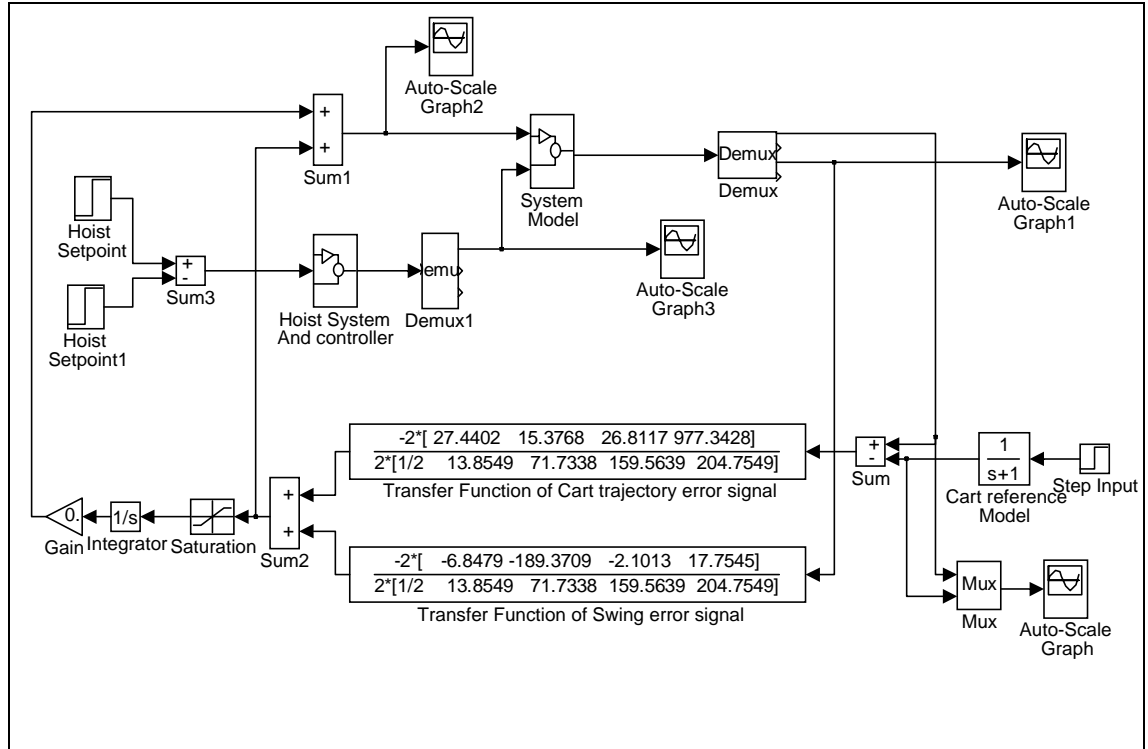 Auto-Scale
Graph2
+
+
Sum1
System
Model
Demux
Demux
Auto-Scale
Graph1
Hoist
Setpoint
+
-
Sum3
Hoist
Setpoint1
Hoist System
And controller
emu
Demux1
Auto-Scale
Graph3
-2*[ 27.4402 15.3768 26.8117 977.3428]
2*[1/2 13.8549 71.7338 159.5639 204.7549]
Transfer Function of Cart trajectory error signal
+
-
Sum
1
s+1
Cart reference
Model
Step Input
0.
Gain
1/s
Integrator
Saturation
+
+
Sum2
-2*[ -6.8479 -189.3709 -2.1013 17.7545]
2*[1/2 13.8549 71.7338 159.5639 204.7549]
Transfer Function of Swing error signal
Mux
Mux
Auto-Scale
Graph